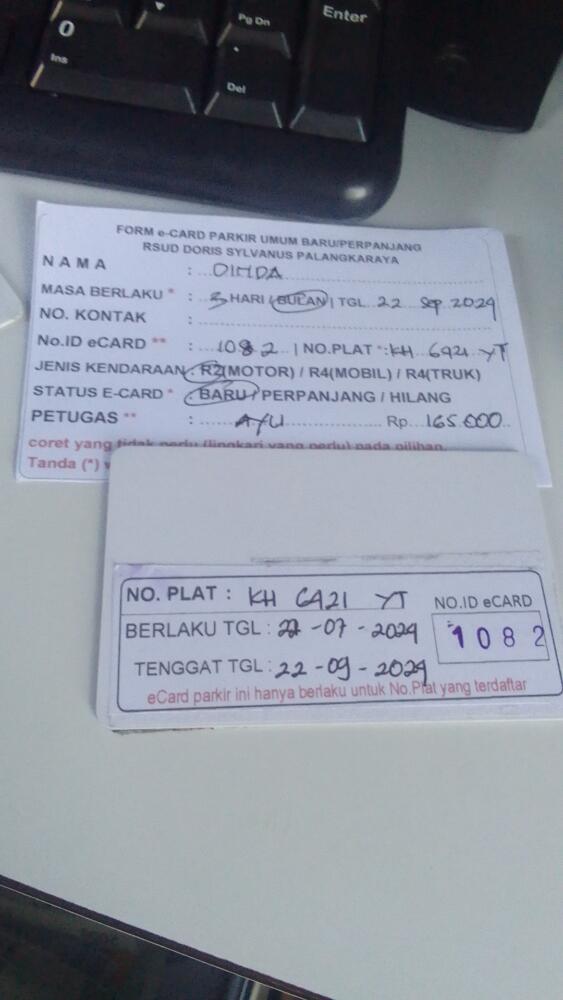 0
Ins
Pg Dn
.
Del
Enter
FORM e-CARD PARKIR UMUM BARU/PERPANJANG
RSUD DORIS SYLVANUS PALANGKARAYA
NAMA : DINDA
MASA BERLAKU * : 3 HARI / BULAN | TGL 22 Sep 2024
NO. KONTAK :
No.ID eCARD ** : 1082 | NO.PLAT *: KH 6921 YT
JENIS KENDARAAN : R2(MOTOR) / R4(MOBIL) / R4(TRUK)
STATUS E-CARD * : BARU / PERPANJANG / HILANG
PETUGAS ** : AYU Rp 165.000
coret yang tidak perlu (lingkari yang perlu) pada pilihan.
Tanda (*)
NO. PLAT : KH 6921 YT
NO.ID eCARD
BERLAKU TGL : 22-07-2024
1082
TENGGAT TGL : 22-09-2024
eCard parkir ini hanya berlaku untuk No.Plat yang terdaftar